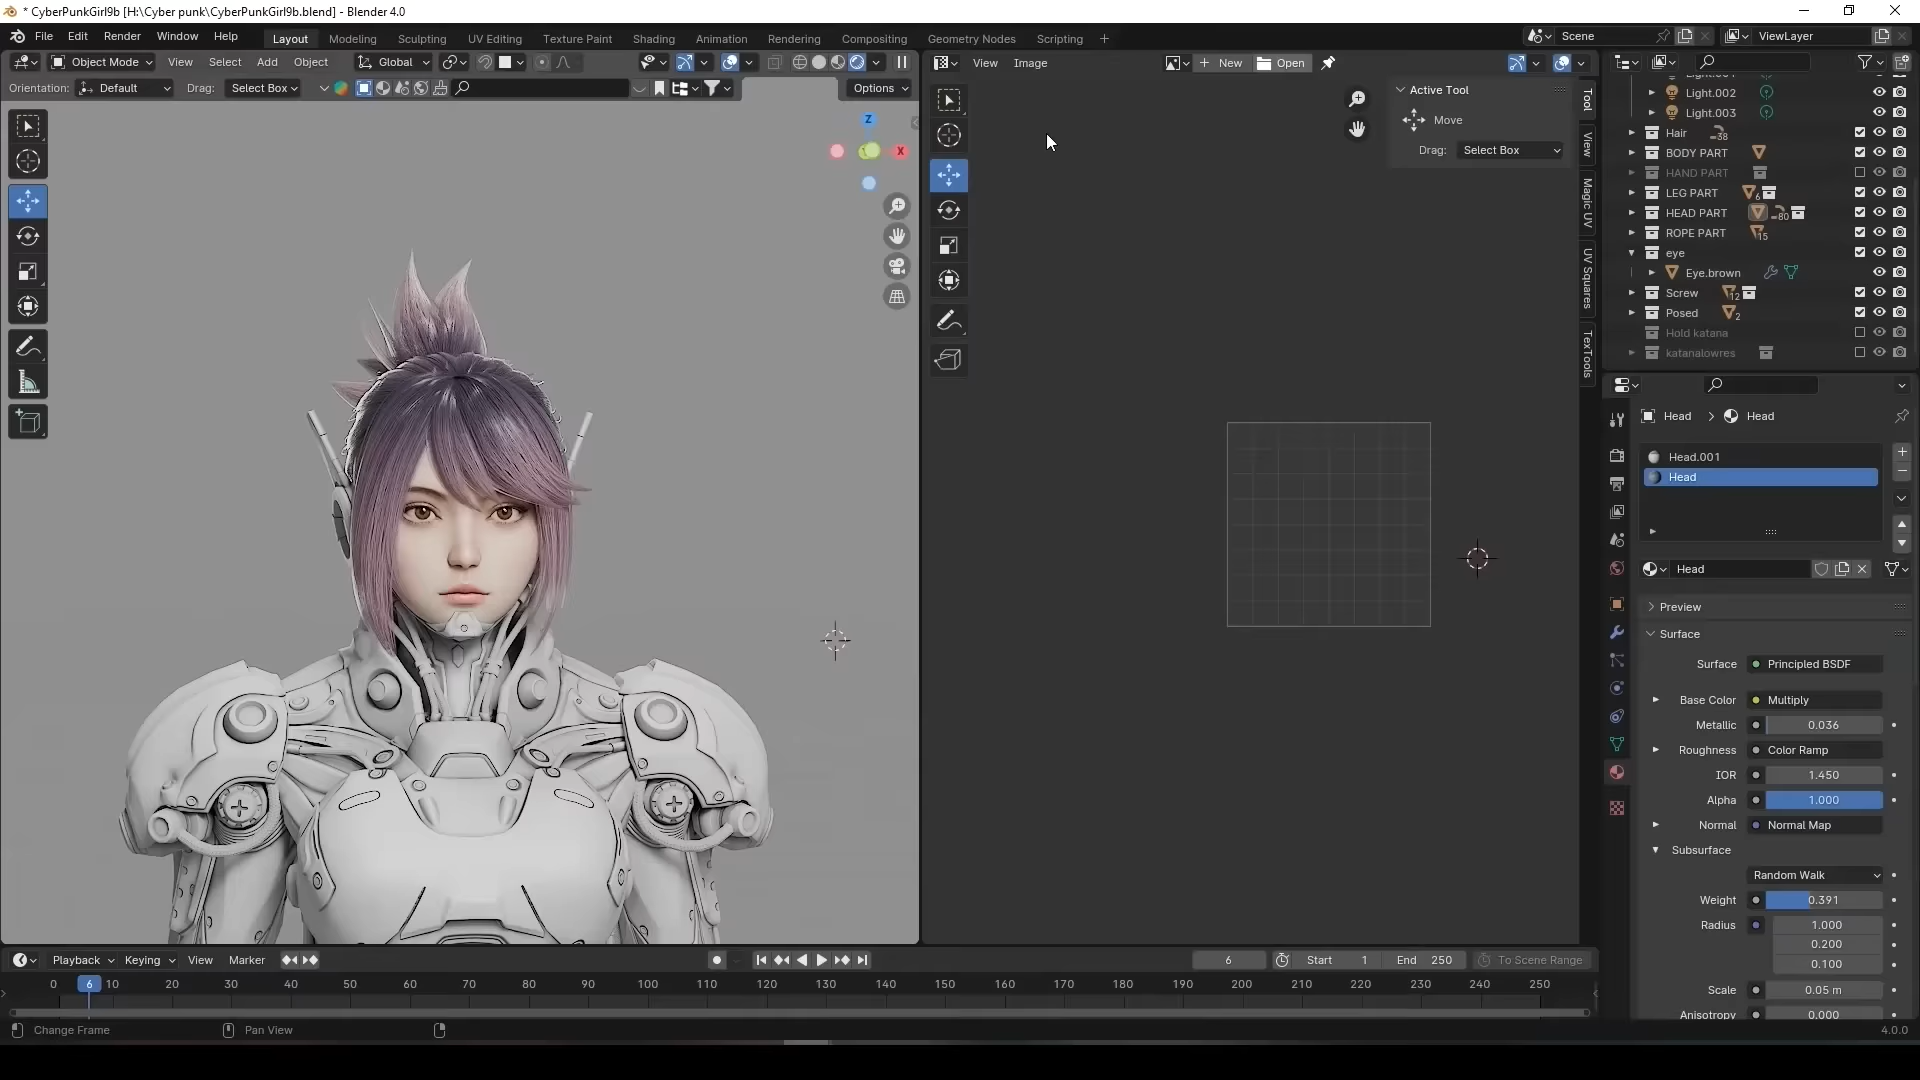 * CyberPunkGirl9b [H:\Cyber punk\CyberPunkGirl9b.blend] - Blender 4.0
File Edit Render Window Help
Layout Modeling Sculpting UV Editing Texture Paint Shading Animation Rendering Compositing Geometry Nodes Scripting +
Scene
ViewLayer
Object Mode View Select Add Object Global
Orientation: Default Drag: Select Box Options
Z
X
View Image + New Open
Active Tool
Move
Drag: Select Box
Tool
View
Magic UV
UV Squares
TexTools
Light.002
Light.003
Hair 38
BODY PART
HAND PART
LEG PART 6
HEAD PART 80
ROPE PART 15
eye
Eye.brown
Screw 12
Posed 2
Hold katana
katanalowres
Head > Head
Head.001
Head
Head
Preview
Surface
Surface Principled BSDF
Base Color Multiply
Metallic 0.036
Roughness Color Ramp
IOR 1.450
Alpha 1.000
Normal Normal Map
Subsurface
Random Walk
Weight 0.391
Radius 1.000
0.200
0.100
Scale 0.05 m
Anisotropy 0.000
Playback Keying View Marker 6 Start 1 End 250 To Scene Range
0 6 10 20 30 40 50 60 70 80 90 100 110 120 130 140 150 160 170 180 190 200 210 220 230 240 250
Change Frame Pan View 4.0.0